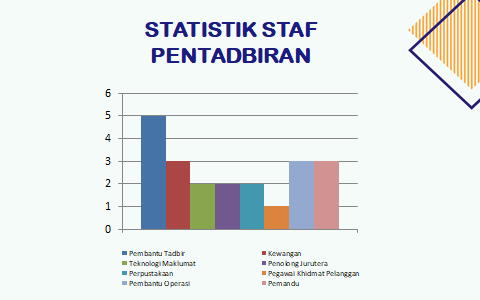 STATISTIK STAF
PENTADBIRAN
6
5
4
3
2
1
0
Pembantu Tadbir
Kewangan
Teknologi Maklumat
Penolong Jurutera
Perpustakaan
Pegawai Khidmat Pelanggan
Pembantu Operasi
Pemandu